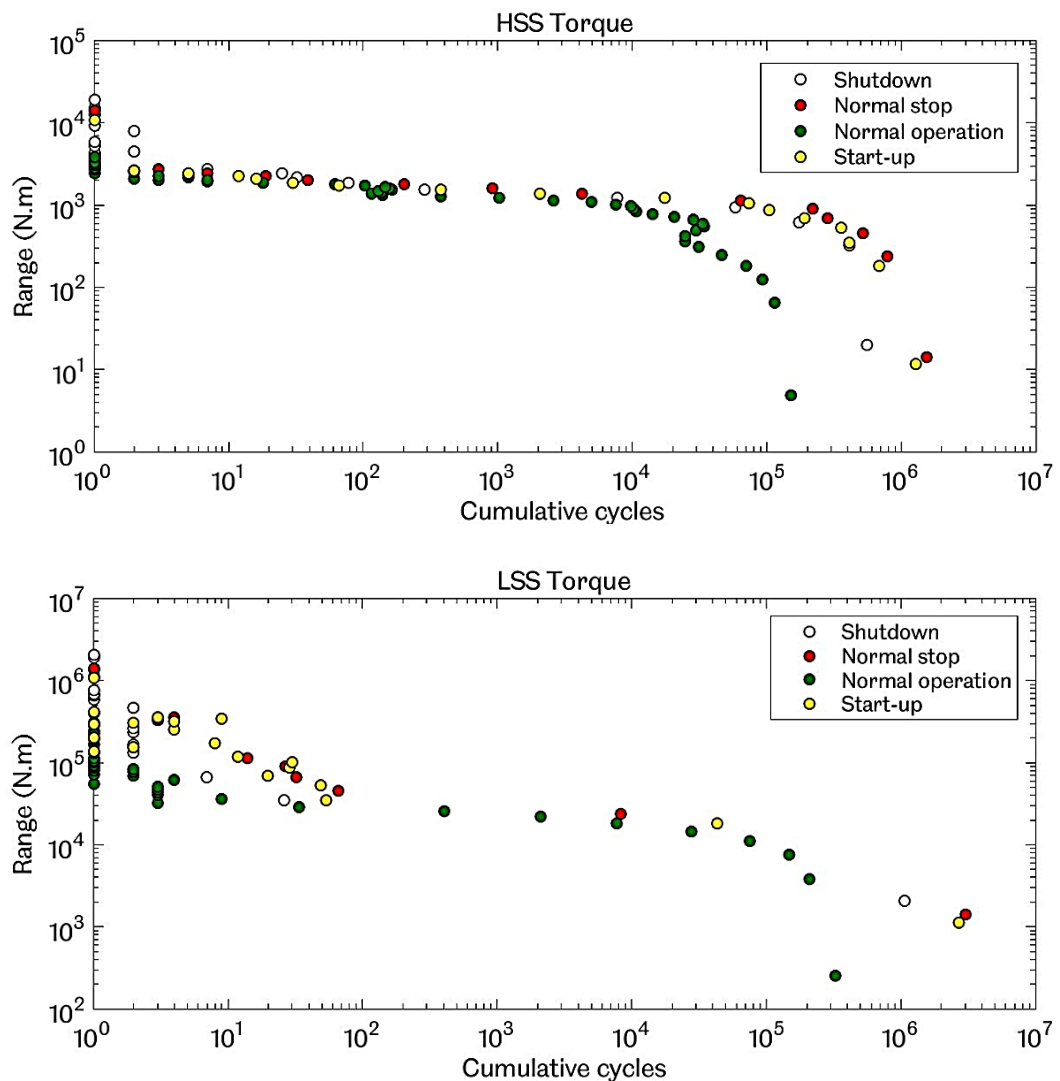 HSS Torque
10^5
10^4
10^3
10^2
10^1
10^0
Range (N.m)
Shutdown
Normal stop
Normal operation
Start-up
10^0 10^1 10^2 10^3 10^4 10^5 10^6 10^7
Cumulative cycles
LSS Torque
10^7
10^6
10^5
10^4
10^3
10^2
Range (N.m)
Shutdown
Normal stop
Normal operation
Start-up
10^0 10^1 10^2 10^3 10^4 10^5 10^6 10^7
Cumulative cycles